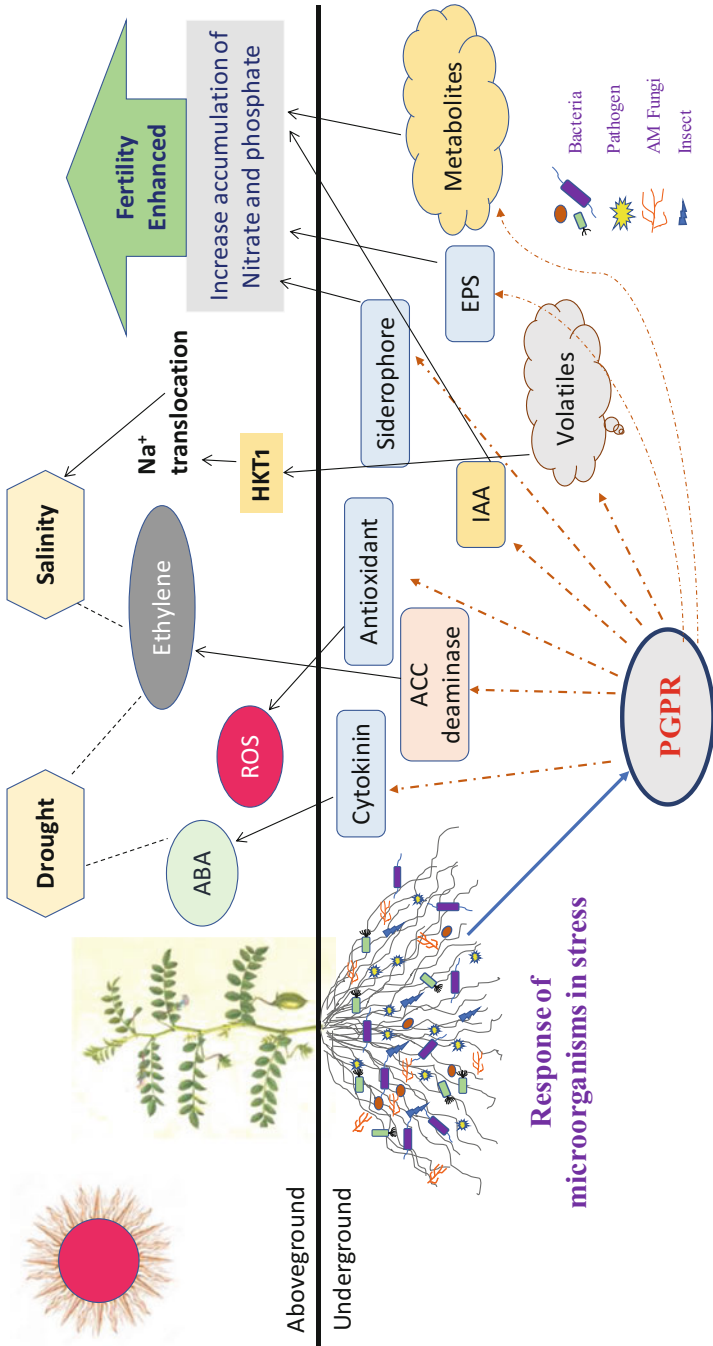 Drought
Salinity
Fertility
Enhanced
ABA
ROS
Ethylene
Na⁺
translocation
HKT1
Increase accumulation of
Nitrate and phosphate
Aboveground
Underground
Cytokinin
Antioxidant
ACC
deaminase
IAA
Siderophore
EPS
Metabolites
Volatiles
Response of
microorganisms in stress
PGPR
Bacteria
Pathogen
AM Fungi
Insect